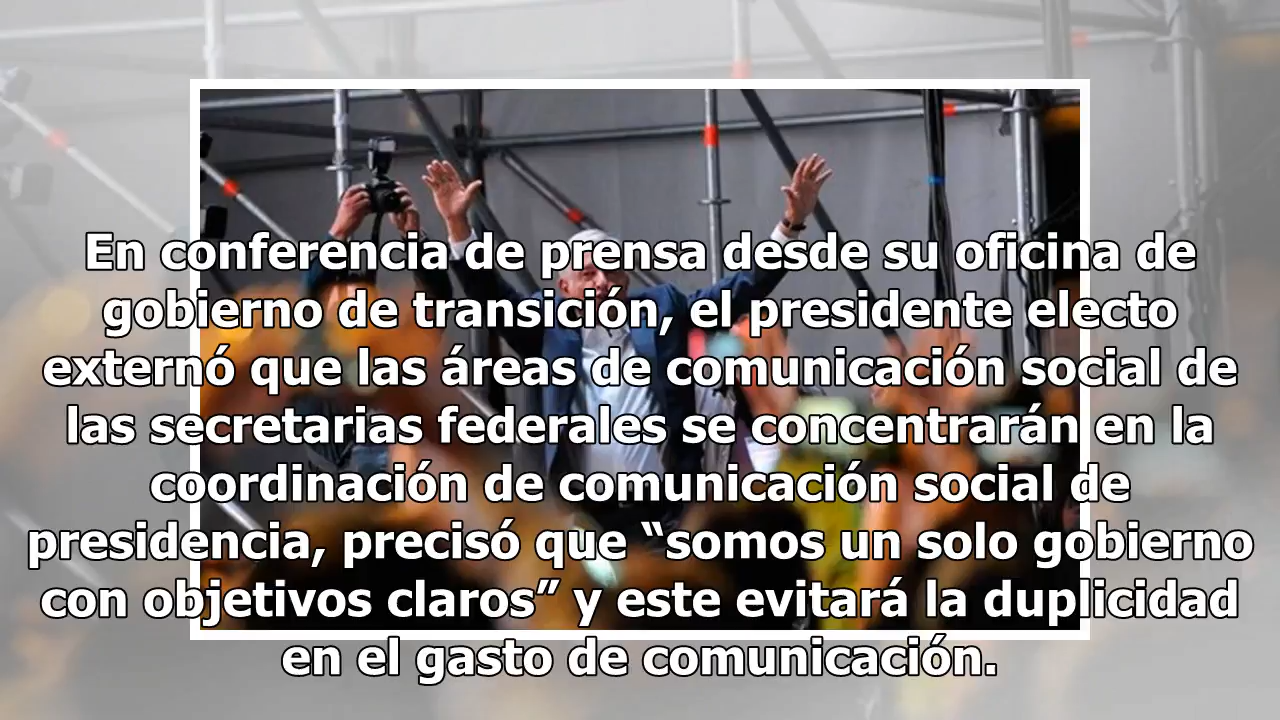 En conferencia de prensa desde su oficina de
gobierno de transición, el presidente electo
externó que las áreas de comunicación social de
las secretarias federales se concentrarán en la
coordinación de comunicación social de
presidencia, precisó que “somos un solo gobierno
con objetivos claros” y este evitará la duplicidad
en el gasto de comunicación.